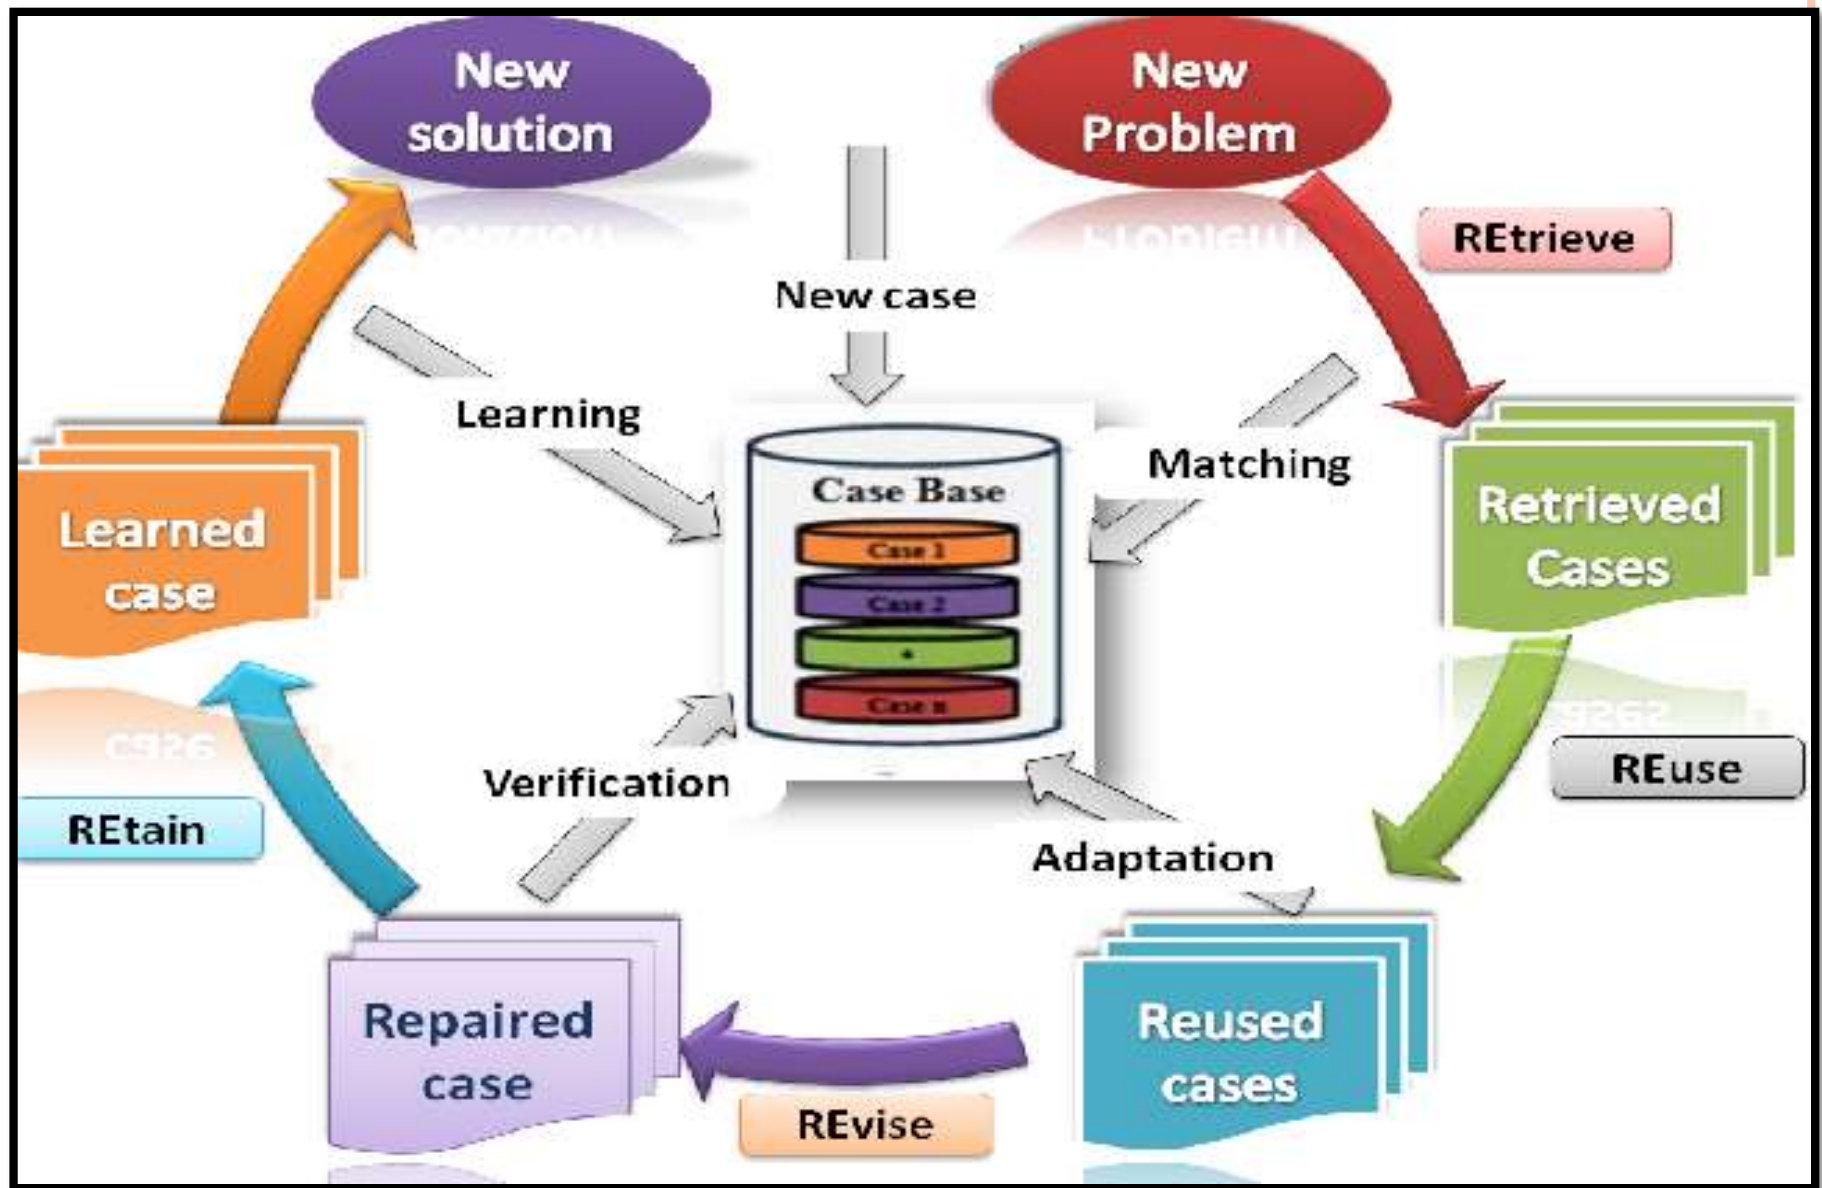 New
solution
New
Problem
REtrieve
New case
Learning
Matching
Case Base
Case 1
Case 2
Case n
Learned
case
Retrieved
Cases
REuse
REtain
Verification
Adaptation
Repaired
case
Reused
cases
REvise